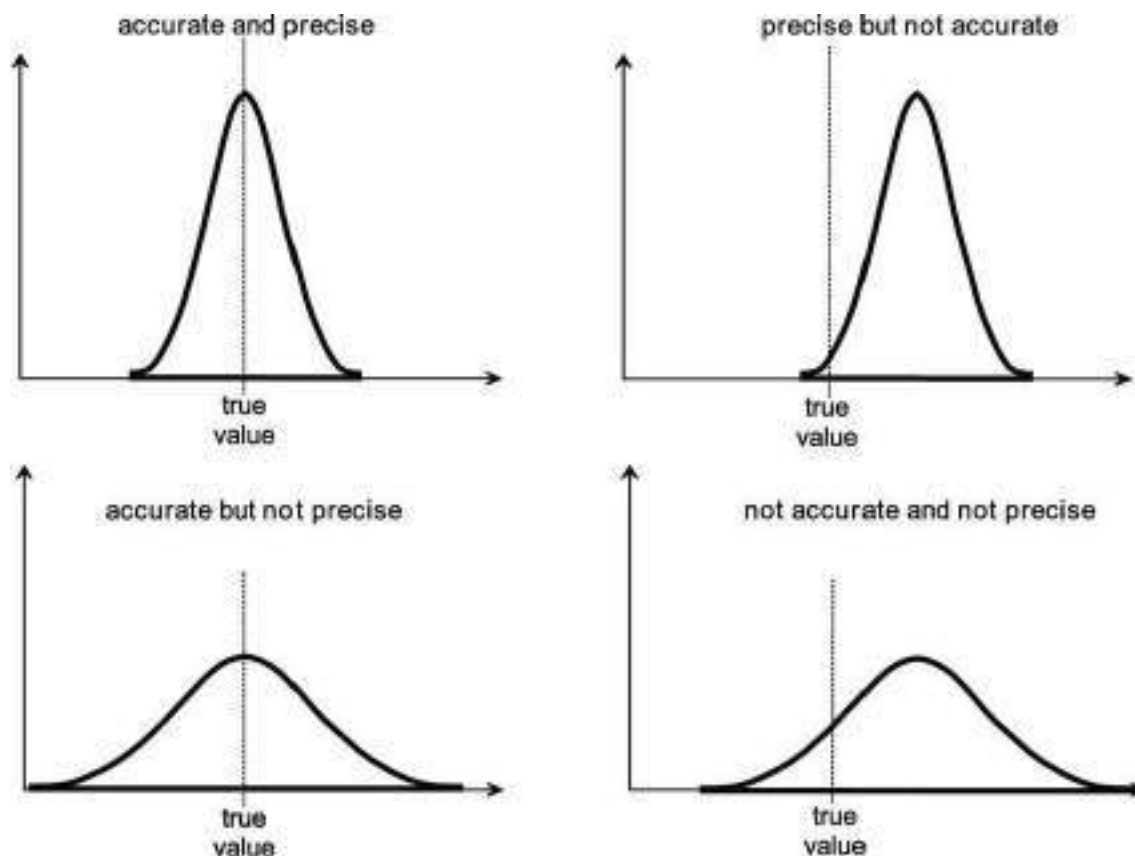 accurate and precise
precise but not accurate
true
value
true
value
accurate but not precise
not accurate and not precise
true
value
true
value